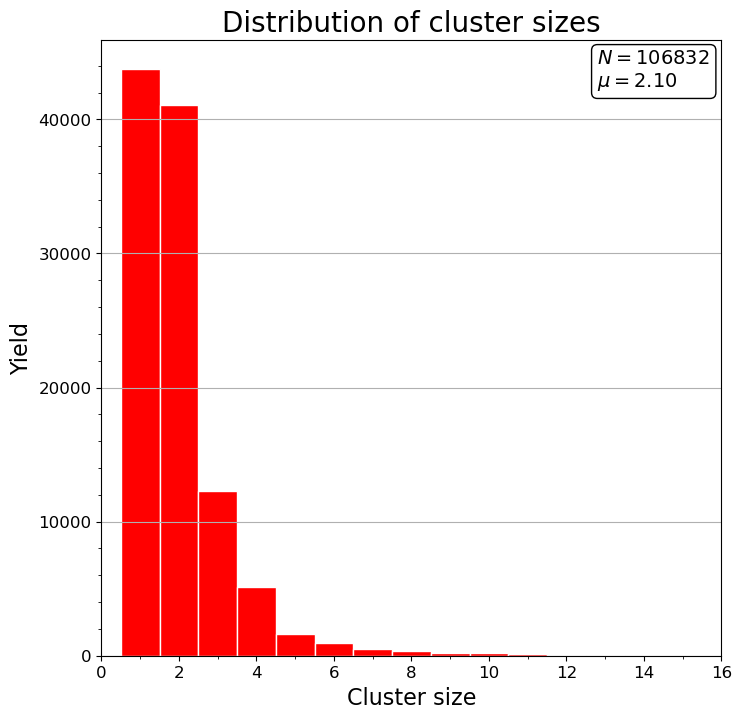 Distribution of cluster sizes
N = 106832
μ = 2.10
Yield
40000
30000
20000
10000
0
0 2 4 6 8 10 12 14 16
Cluster size